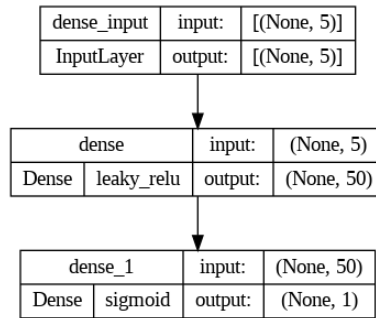 dense_input input: [(None, 5)]
InputLayer output: [(None, 5)]
dense input: (None, 5)
Dense leaky_relu output: (None, 50)
dense_1 input: (None, 50)
Dense sigmoid output: (None, 1)